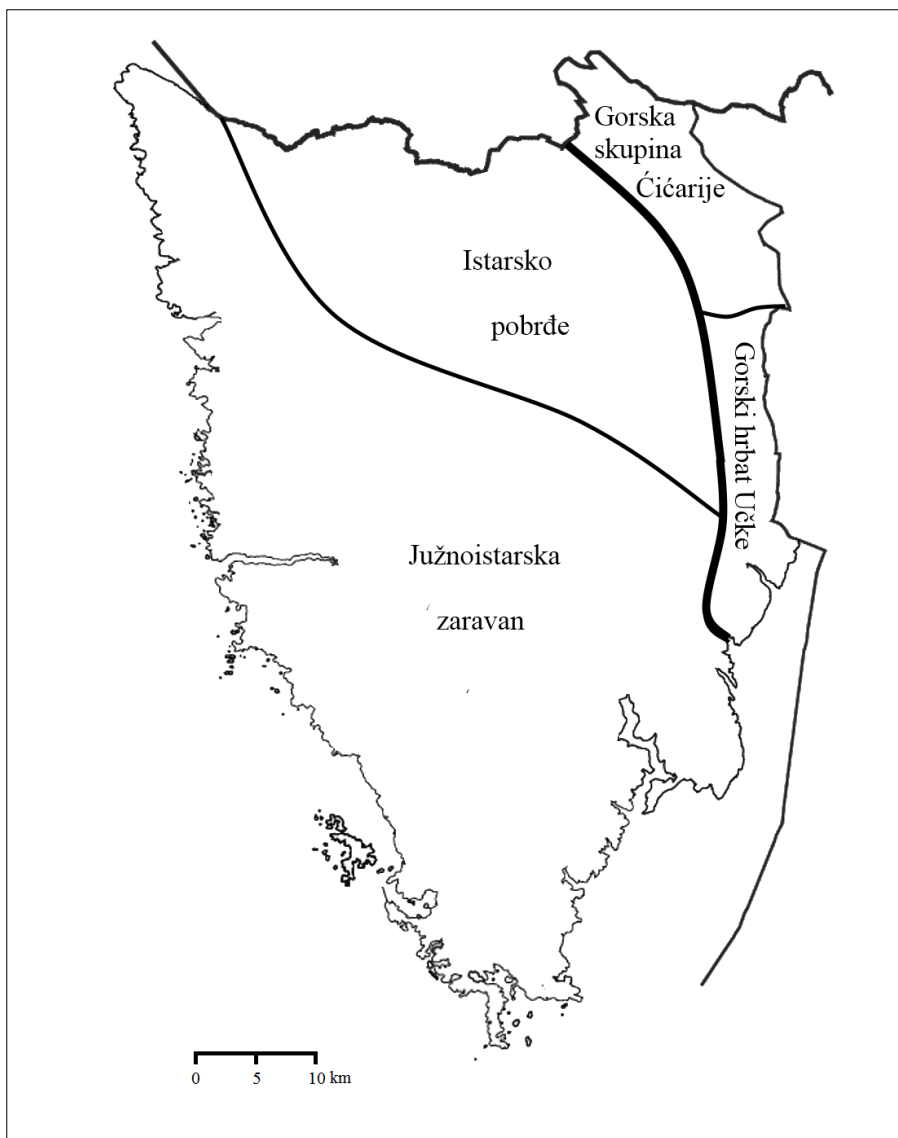 Gorska
skupina
Ćićarije
Istarsko
pobrđe
Gorski hrbat Učke
Južnoistarska
zaravan
0 5 10 km